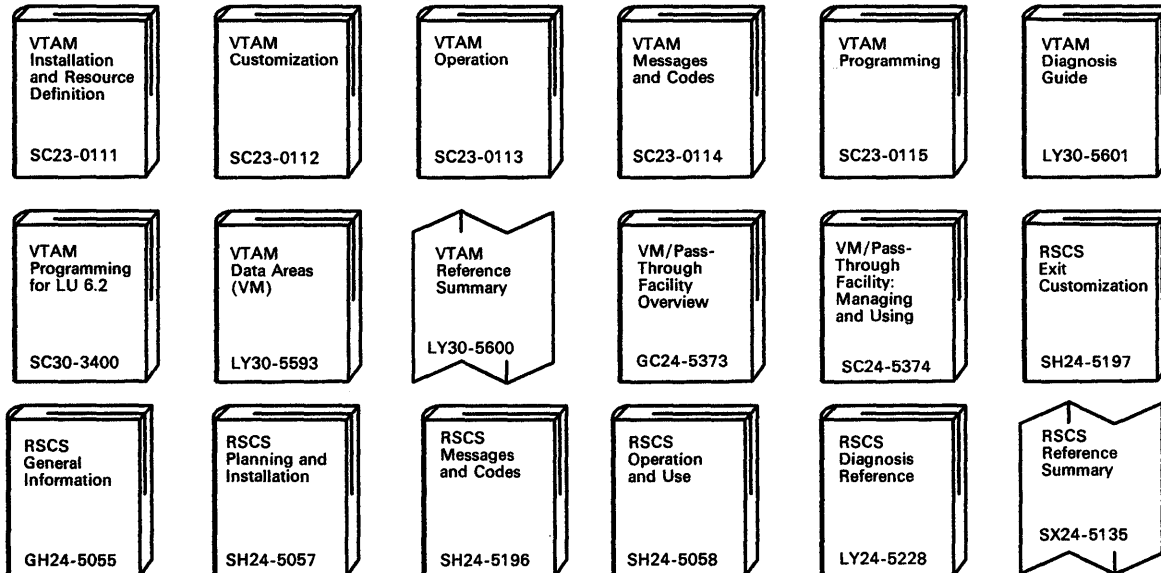 VTAM
Installation
and Resource
Definition
SC23-0111
VTAM
Customization
SC23-0112
VTAM
Operation
SC23-0113
VTAM
Messages
and Codes
SC23-0114
VTAM
Programming
SC23-0115
VTAM
Diagnosis
Guide
LY30-5601
VTAM
Programming
for LU 6.2
SC30-3400
VTAM
Data Areas
(VM)
LY30-5593
VTAM
Reference
Summary
LY30-5600
VM/Pass-
Through
Facility
Overview
GC24-5373
VM/Pass-
Through
Facility:
Managing
and Using
SC24-5374
RSCS
Exit
Customization
SH24-5197
RSCS
General
Information
GH24-5055
RSCS
Planning and
Installation
SH24-5057
RSCS
Messages
and Codes
SH24-5196
RSCS
Operation
and Use
SH24-5058
RSCS
Diagnosis
Reference
LY24-5228
RSCS
Reference
Summary
SX24-5135